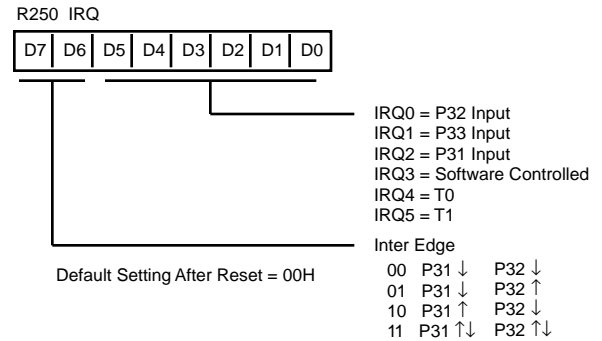 R250 IRQ
D7 D6 D5 D4 D3 D2 D1 D0
IRQ0 = P32 Input
IRQ1 = P33 Input
IRQ2 = P31 Input
IRQ3 = Software Controlled
IRQ4 = T0
IRQ5 = T1
Inter Edge
Default Setting After Reset = 00H
00 P31 ↓ P32 ↓
01 P31 ↓ P32 ↑
10 P31 ↑ P32 ↓
11 P31 ↑↓ P32 ↑↓